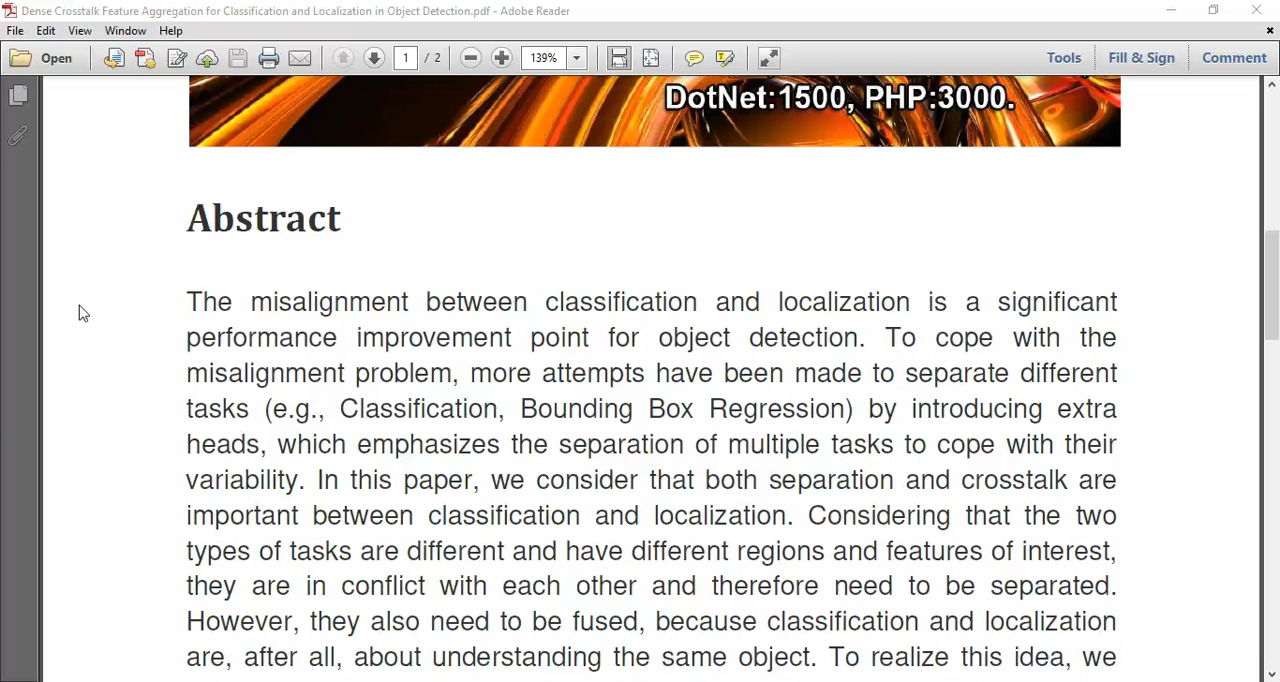 Dense Crosstalk Feature Aggregation for Classification and Localization in Object Detection.pdf - Adobe Reader
File Edit View Window Help
Open 1 / 2 139% Tools Fill & Sign Comment
DotNet:1500, PHP:3000.
Abstract
The misalignment between classification and localization is a significant
performance improvement point for object detection. To cope with the
misalignment problem, more attempts have been made to separate different
tasks (e.g., Classification, Bounding Box Regression) by introducing extra
heads, which emphasizes the separation of multiple tasks to cope with their
variability. In this paper, we consider that both separation and crosstalk are
important between classification and localization. Considering that the two
types of tasks are different and have different regions and features of interest,
they are in conflict with each other and therefore need to be separated.
However, they also need to be fused, because classification and localization
are, after all, about understanding the same object. To realize this idea, we